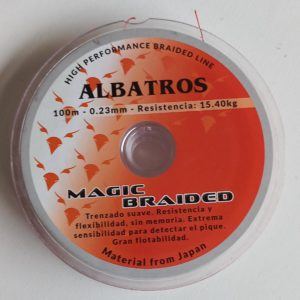 HIGH PERFORMANCE BRAIDED LINE
ALBATROS
100m - 0.23mm - Resistencia: 15.40kg
MAGIC
BRAIDED
Trenzado suave. Resistencia y
flexibilidad, sin memoria. Extrema
sensibilidad para detectar el pique.
Gran flotabilidad.
Material from Japan